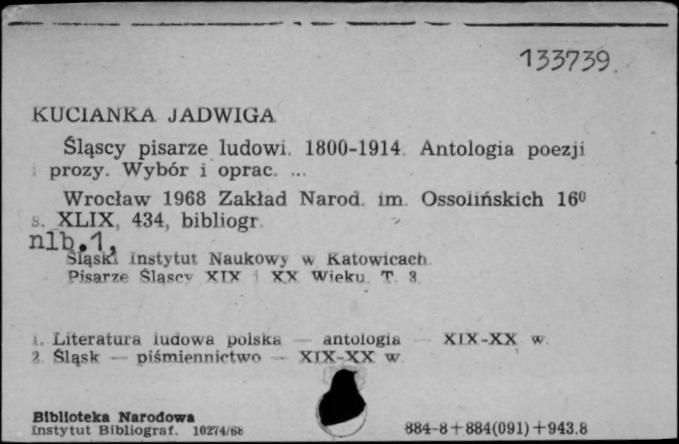 133739.
KUCIANKA JADWIGA
Śląscy pisarze ludowi. 1800-1914. Antologia poezji
i prozy. Wybór i oprac. ...
Wrocław 1968 Zakład Narod. im. Ossolińskich 16⁰
s. XLIX, 434, bibliogr.
nlb.1,
Śląski Instytut Naukowy w Katowicach.
Pisarze Śląscy XIX i XX Wieku. T. 3.
1. Literatura ludowa polska — antologia — XIX-XX w.
2. Śląsk — piśmiennictwo — XIX-XX w.
Biblioteka Narodowa
Instytut Bibliograf. 10274/68
884-8+884(091)+943.8